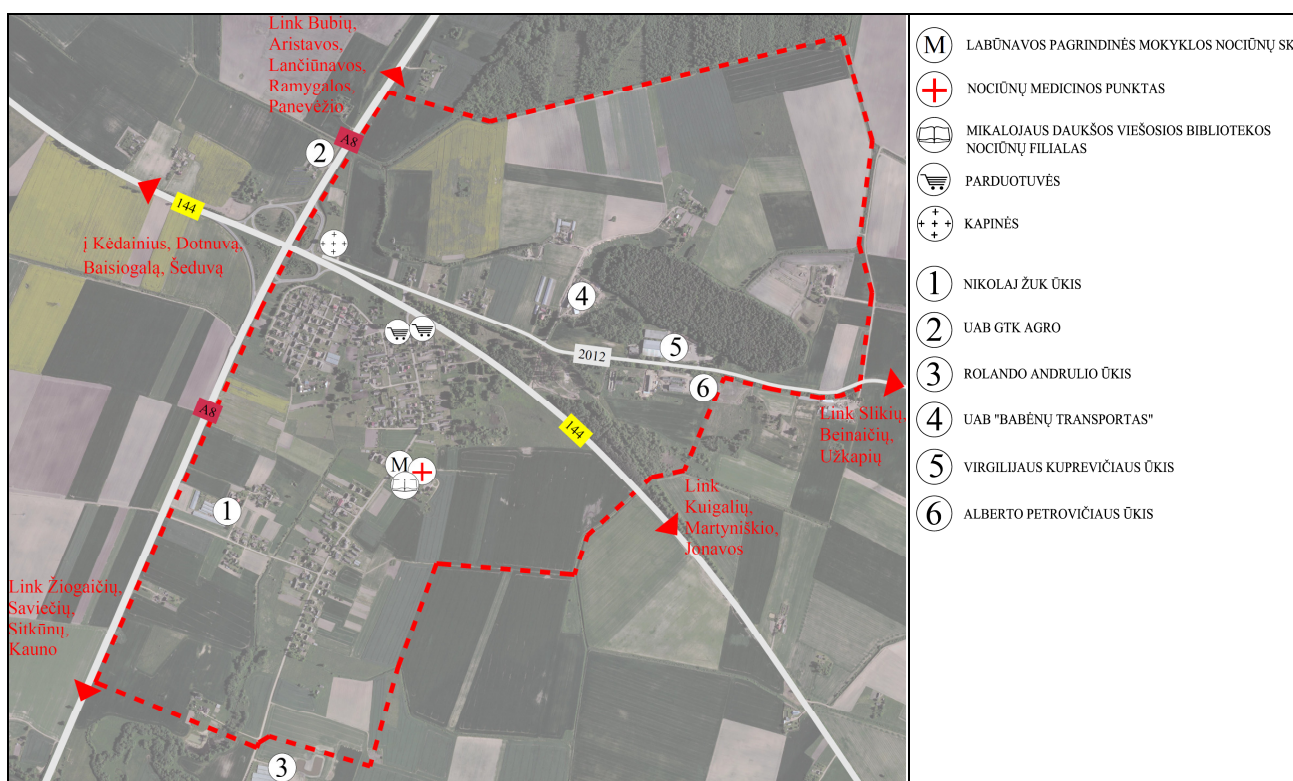 Link Bubių,
Aristavos,
Lančiūnavos,
Ramygalos,
Panevėžio
A8
2
144
į Kėdainius, Dotnuvą,
Baisiogalą, Šeduvą
4
5
2012
6
A8
144
Link Slikių,
Beinaičių,
Užkapių
M
1
Link
Kuigalių,
Martyniškio,
Jonavos
Link Žiogaičių,
Saviečių,
Sitkūnų,
Kauno
3
M LABŪNAVOS PAGRINDINĖS MOKYKLOS NOCIŪNŲ SK
NOCIŪNŲ MEDICINOS PUNKTAS
MIKALOJAUS DAUKŠOS VIEŠOSIOS BIBLIOTEKOS
NOCIŪNŲ FILIALAS
PARDUOTUVĖS
KAPINĖS
1 NIKOLAJ ŽUK ŪKIS
2 UAB GTK AGRO
3 ROLANDO ANDRULIO ŪKIS
4 UAB "BABĖNŲ TRANSPORTAS"
5 VIRGILIJAUS KUPREVIČIAUS ŪKIS
6 ALBERTO PETROVIČIAUS ŪKIS